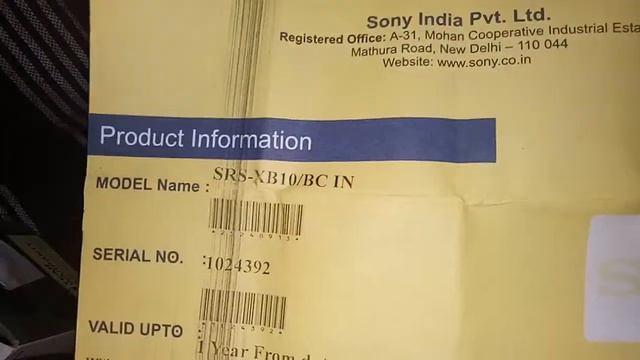 Sony India Pvt. Ltd.
Registered Office: A-31, Mohan Cooperative Industrial Esta
Mathura Road, New Delhi – 110 044
Website: www.sony.co.in
Product Information
MODEL Name : SRS-XB10/BC IN
SERIAL NO. : 1024392
VALID UPTO : 1 Year From